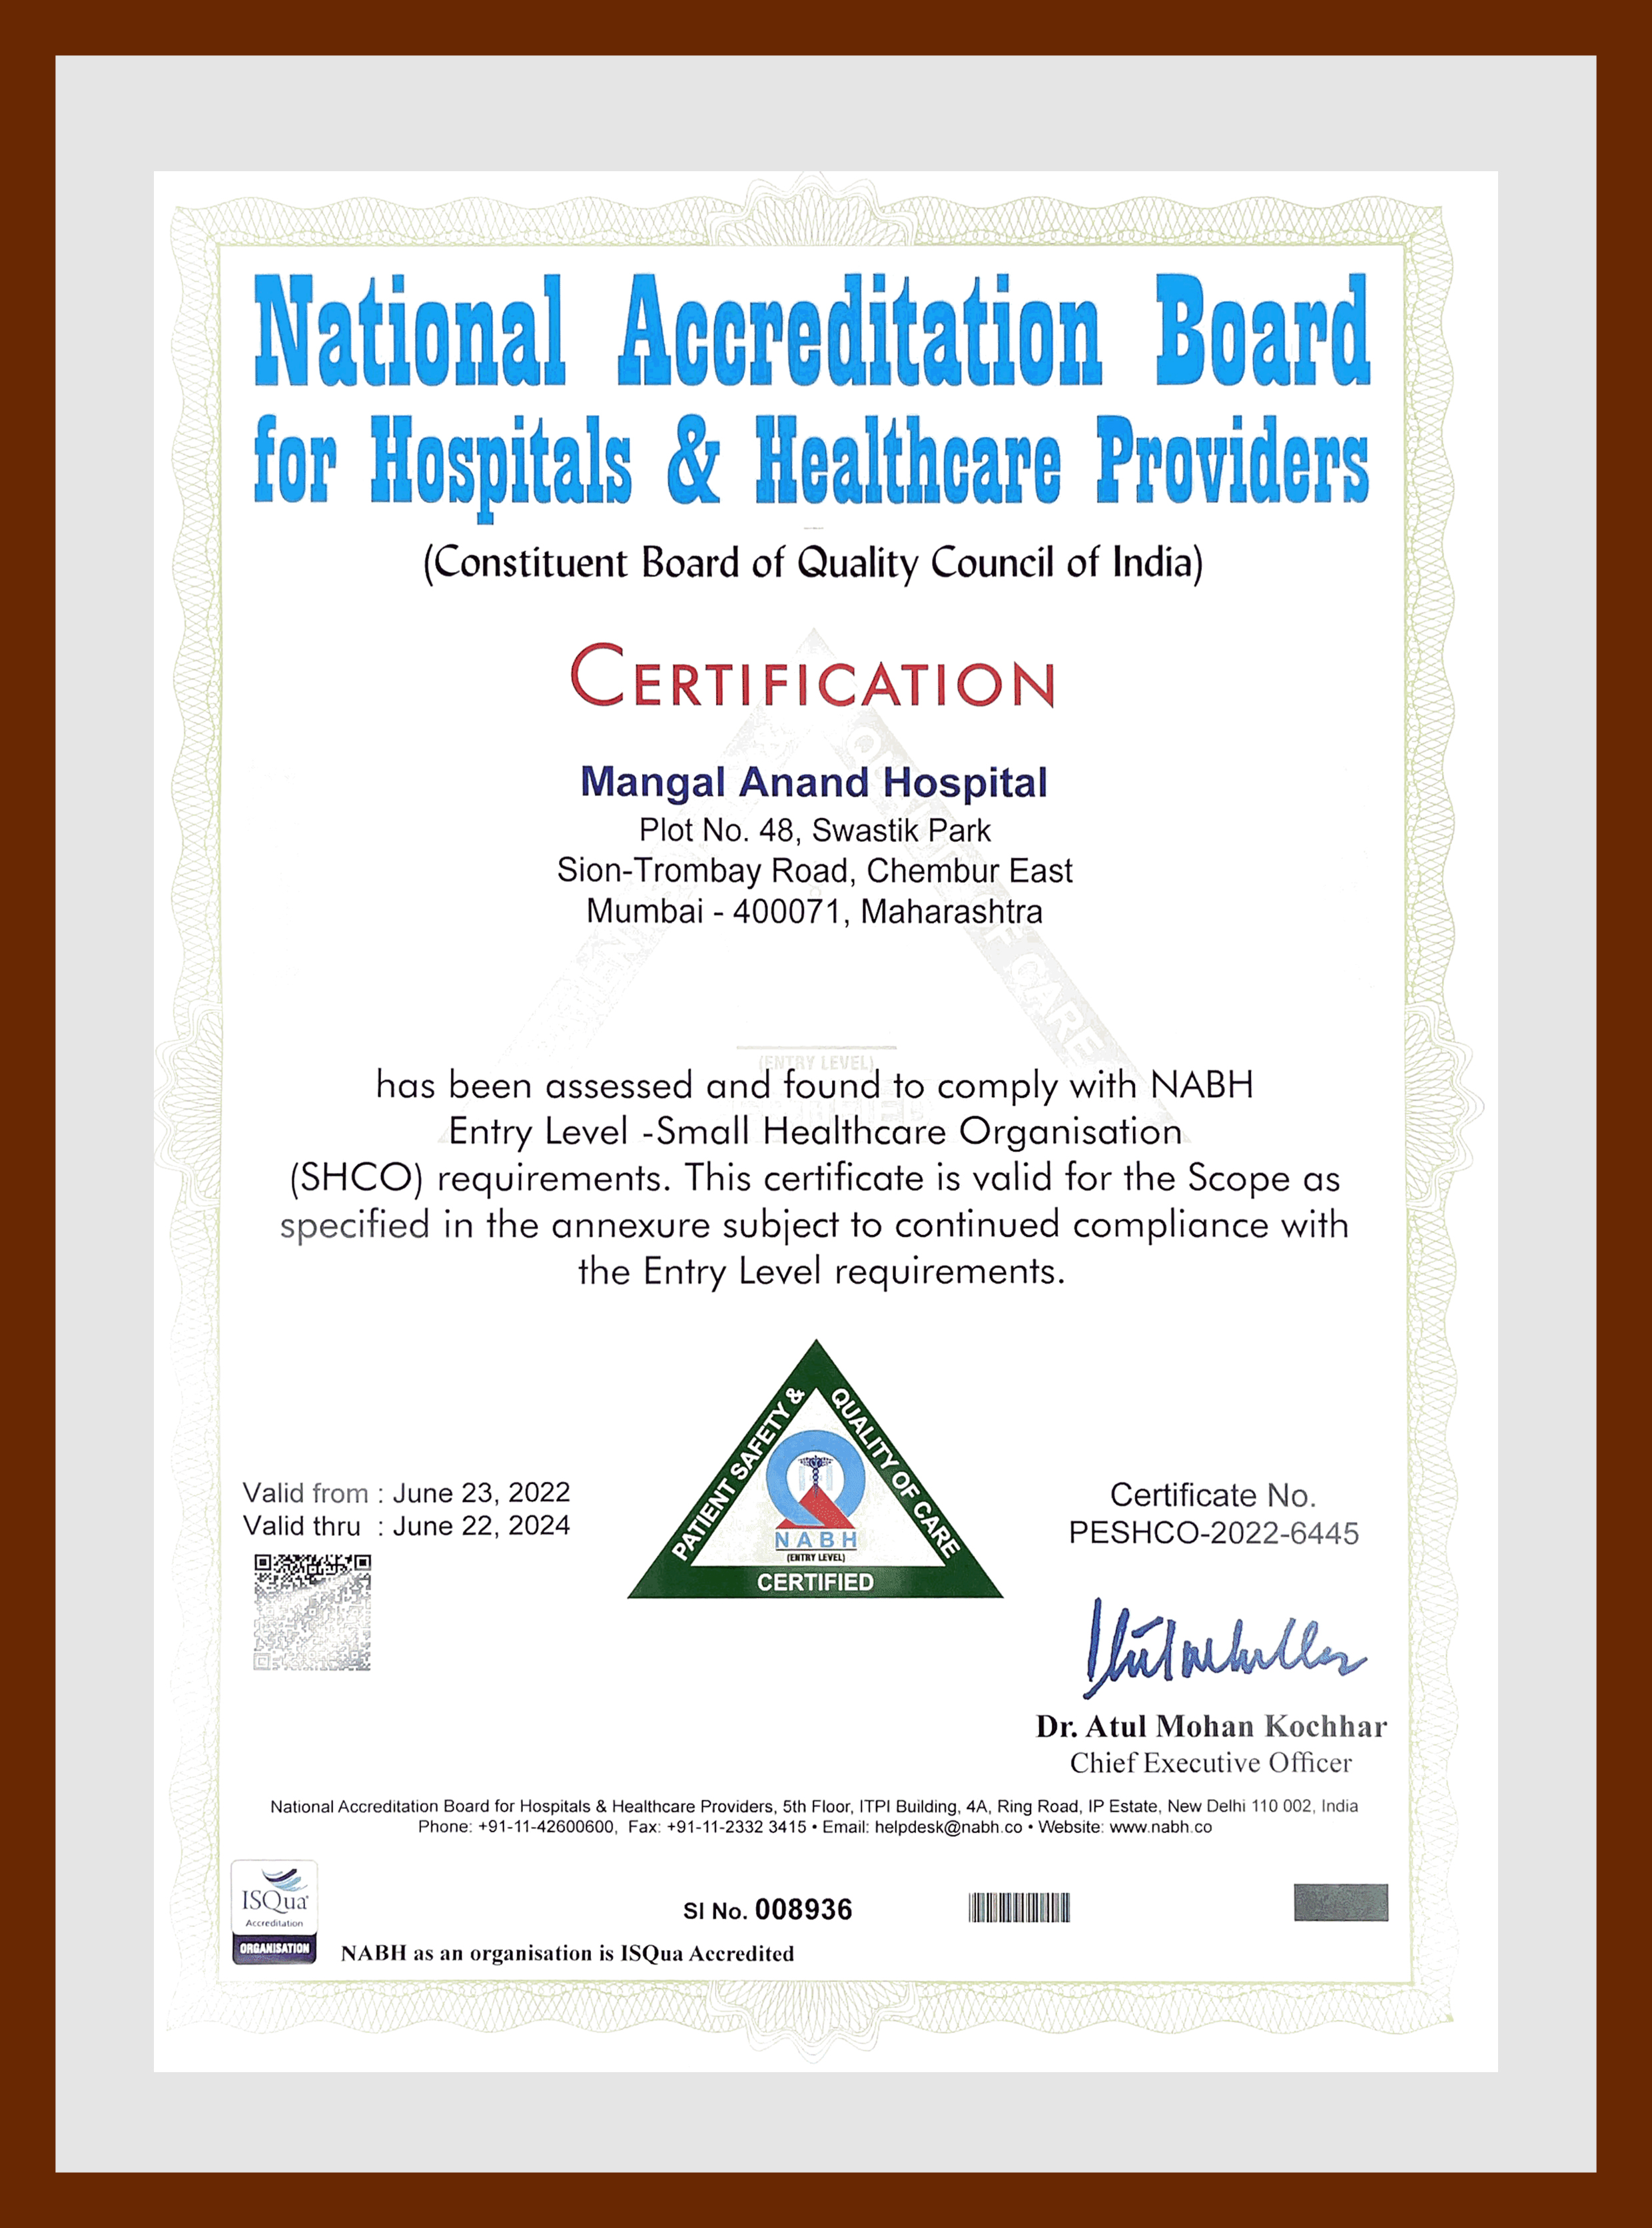 National Accreditation Board
for Hospitals & Healthcare Providers
(Constituent Board of Quality Council of India)
CERTIFICATION
Mangal Anand Hospital
Plot No. 48, Swastik Park
Sion-Trombay Road, Chembur East
Mumbai - 400071, Maharashtra
(ENTRY LEVEL)
has been assessed and found to comply with NABH
Entry Level -Small Healthcare Organisation
(SHCO) requirements. This certificate is valid for the Scope as
specified in the annexure subject to continued compliance with
the Entry Level requirements.
PATIENT SAFETY &
QUALITY OF CARE
NABH
(ENTRY LEVEL)
CERTIFIED
Valid from : June 23, 2022
Valid thru : June 22, 2024
Certificate No.
PESHCO-2022-6445
Dr. Atul Mohan Kochhar
Chief Executive Officer
National Accreditation Board for Hospitals & Healthcare Providers, 5th Floor, ITPI Building, 4A, Ring Road, IP Estate, New Delhi 110 002, India
Phone: +91-11-42600600, Fax: +91-11-2332 3415 • Email: helpdesk@nabh.co • Website: www.nabh.co
ISQua
Accreditation
ORGANISATION
SI No. 008936
NABH as an organisation is ISQua Accredited